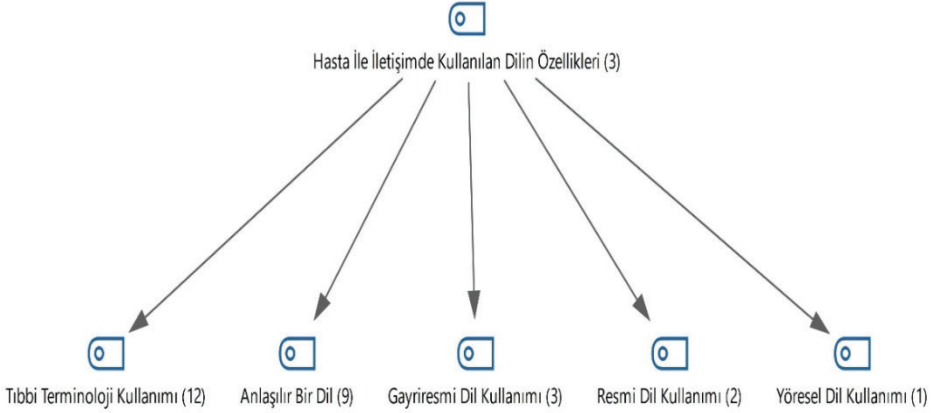 Hasta İle İletişimde Kullanılan Dilin Özellikleri (3)
Tıbbi Terminoloji Kullanımı (12)
Anlaşılır Bir Dil (9)
Gayriresmi Dil Kullanımı (3)
Resmi Dil Kullanımı (2)
Yöresel Dil Kullanımı (1)